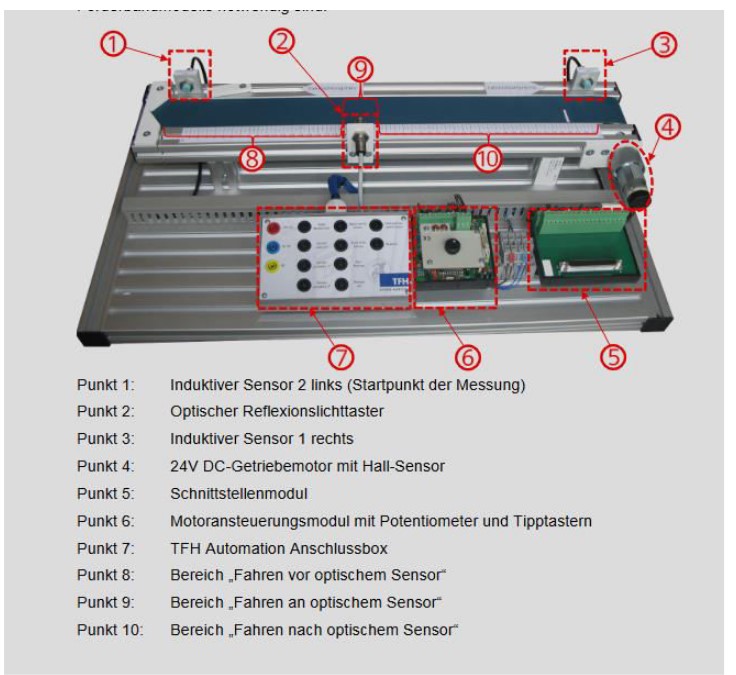 Förderbandmodells notwendig sind.
1
2
3
9
4
8
10
TFH
7
6
5
Punkt 1: Induktiver Sensor 2 links (Startpunkt der Messung)
Punkt 2: Optischer Reflexionslichttaster
Punkt 3: Induktiver Sensor 1 rechts
Punkt 4: 24V DC-Getriebemotor mit Hall-Sensor
Punkt 5: Schnittstellenmodul
Punkt 6: Motoransteuerungsmodul mit Potentiometer und Tipptastern
Punkt 7: TFH Automation Anschlussbox
Punkt 8: Bereich „Fahren vor optischem Sensor“
Punkt 9: Bereich „Fahren an optischem Sensor“
Punkt 10: Bereich „Fahren nach optischem Sensor“